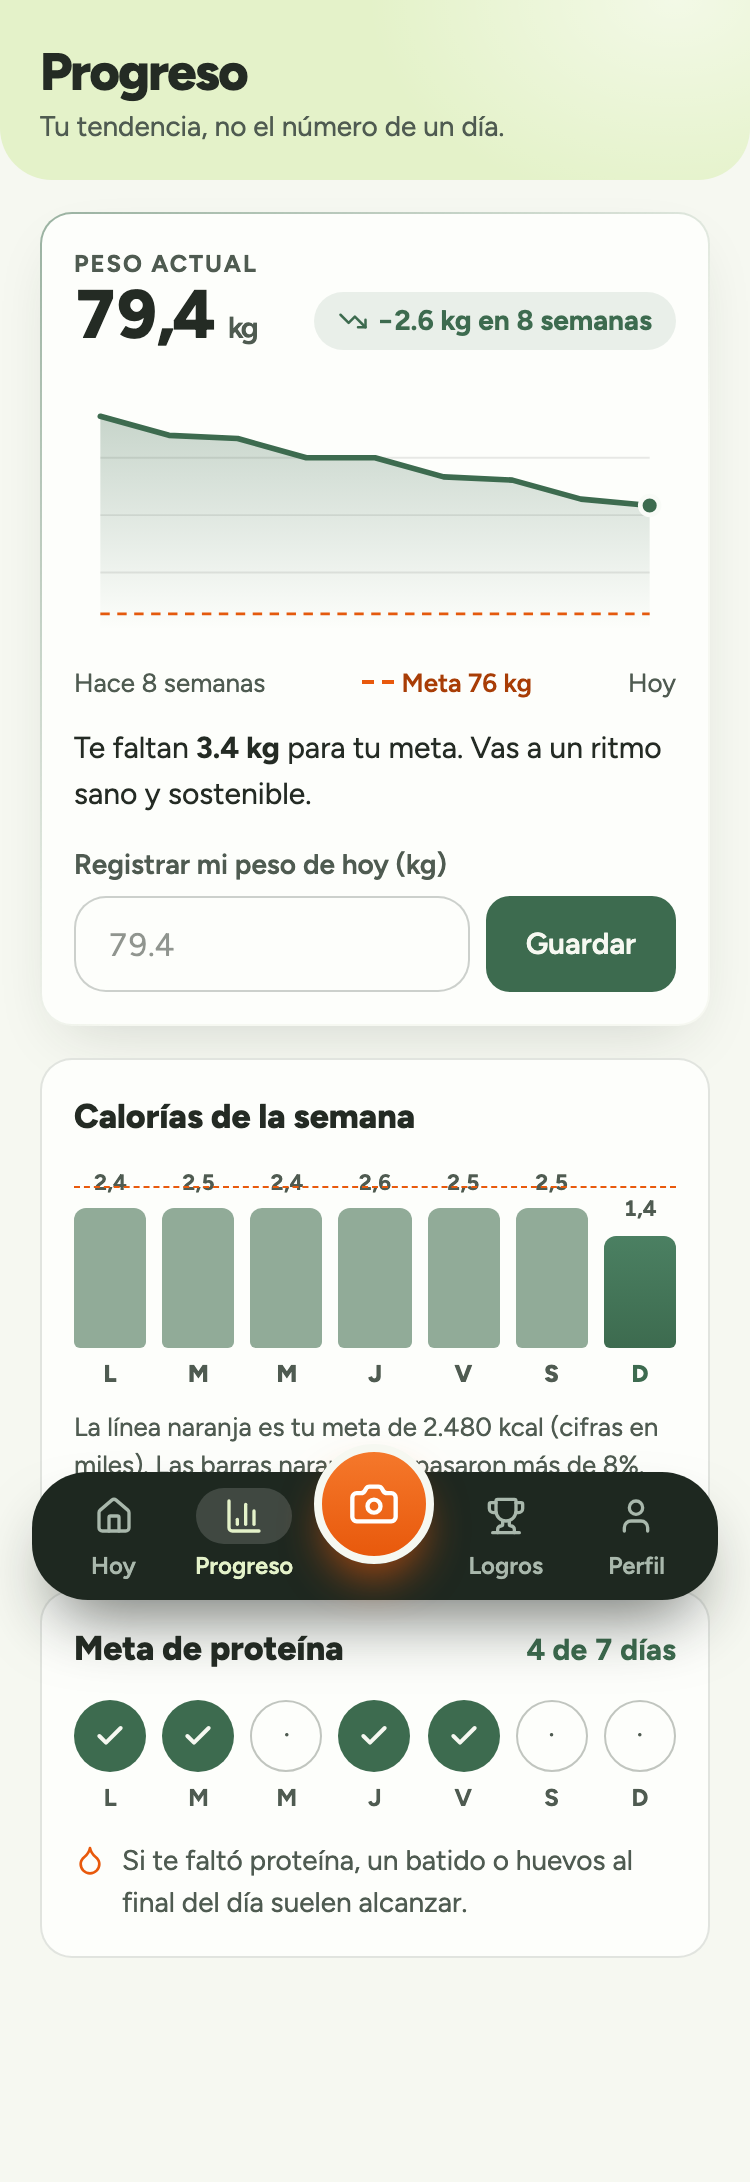 Progreso
Tu tendencia, no el número de un día.
PESO ACTUAL
79,4 kg
−2.6 kg en 8 semanas
Hace 8 semanas
Meta 76 kg
Hoy
Te faltan 3.4 kg para tu meta. Vas a un ritmo
sano y sostenible.
Registrar mi peso de hoy (kg)
79.4
Guardar
Calorías de la semana
2,4 2,5 2,4 2,6 2,5 2,5 1,4
L M M J V S D
La línea naranja es tu meta de 2.480 kcal (cifras en
miles). Las barras pasaron más de 8%.
Hoy
Progreso
Logros
Perfil
Meta de proteína
4 de 7 días
L M M J V S D
Si te faltó proteína, un batido o huevos al
final del día suelen alcanzar.